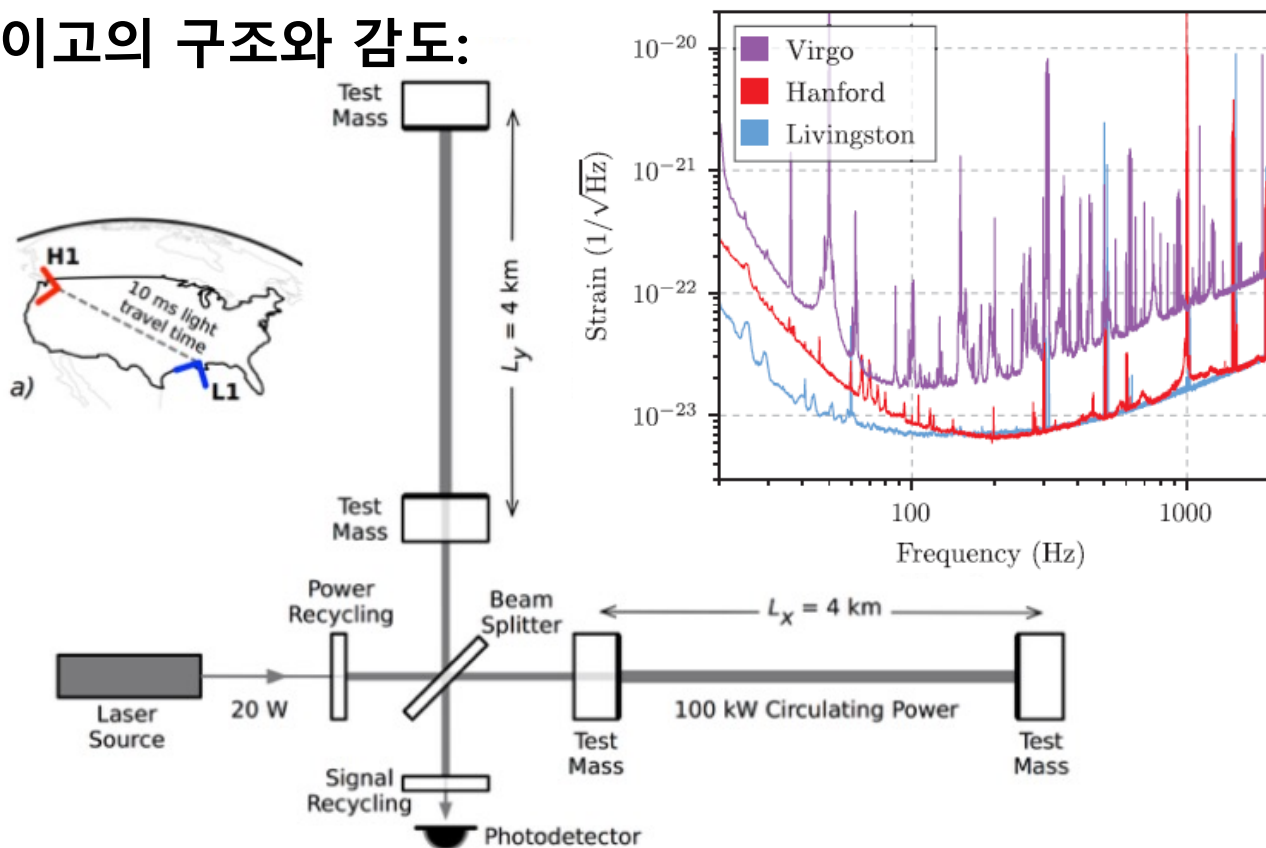 이고의 구조와 감도:
Test
Mass
L_y = 4 km
H1
10 ms light
travel time
a)
L1
Test
Mass
Power
Recycling
Beam
Splitter
L_x = 4 km
Laser
Source
20 W
100 kW Circulating Power
Test
Mass
Test
Mass
Signal
Recycling
Photodetector
Virgo
Hanford
Livingston
Strain (1/√Hz)
10⁻²⁰
10⁻²¹
10⁻²²
10⁻²³
100
1000
Frequency (Hz)